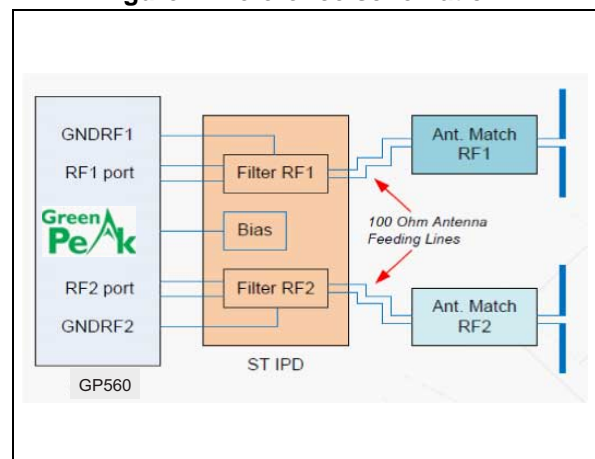 GNDRF1
RF1 port
Green
Peak
RF2 port
GNDRF2
GP560
Filter RF1
Bias
Filter RF2
ST IPD
100 Ohm Antenna
Feeding Lines
Ant. Match
RF1
Ant. Match
RF2